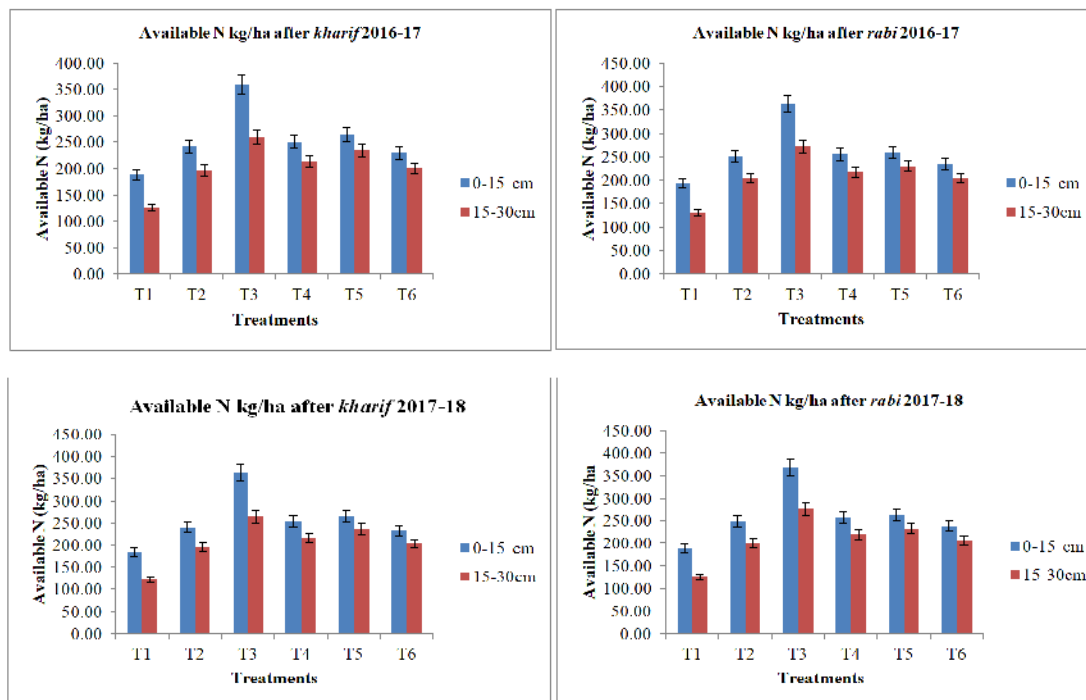 Available N kg/ha after kharif 2016-17
400.00
350.00
300.00
250.00
200.00
150.00
100.00
50.00
0.00
Available N (kg/ha)
T1 T2 T3 T4 T5 T6
Treatments
0-15 cm
15-30cm
Available N kg/ha after rabi 2016-17
450.00
400.00
350.00
300.00
250.00
200.00
150.00
100.00
50.00
0.00
Available N (kg/ha)
T1 T2 T3 T4 T5 T6
Treatments
0-15 cm
15-30cm
Available N kg/ha after kharif 2017-18
450.00
400.00
350.00
300.00
250.00
200.00
150.00
100.00
50.00
0.00
Available N (kg/ha)
T1 T2 T3 T4 T5 T6
Treatments
0-15 cm
15-30cm
Available N kg/ha after rabi 2017-18
450.00
400.00
350.00
300.00
250.00
200.00
150.00
100.00
50.00
0.00
Available N (kg/ha)
T1 T2 T3 T4 T5 T6
Treatments
0-15 cm
15-30cm